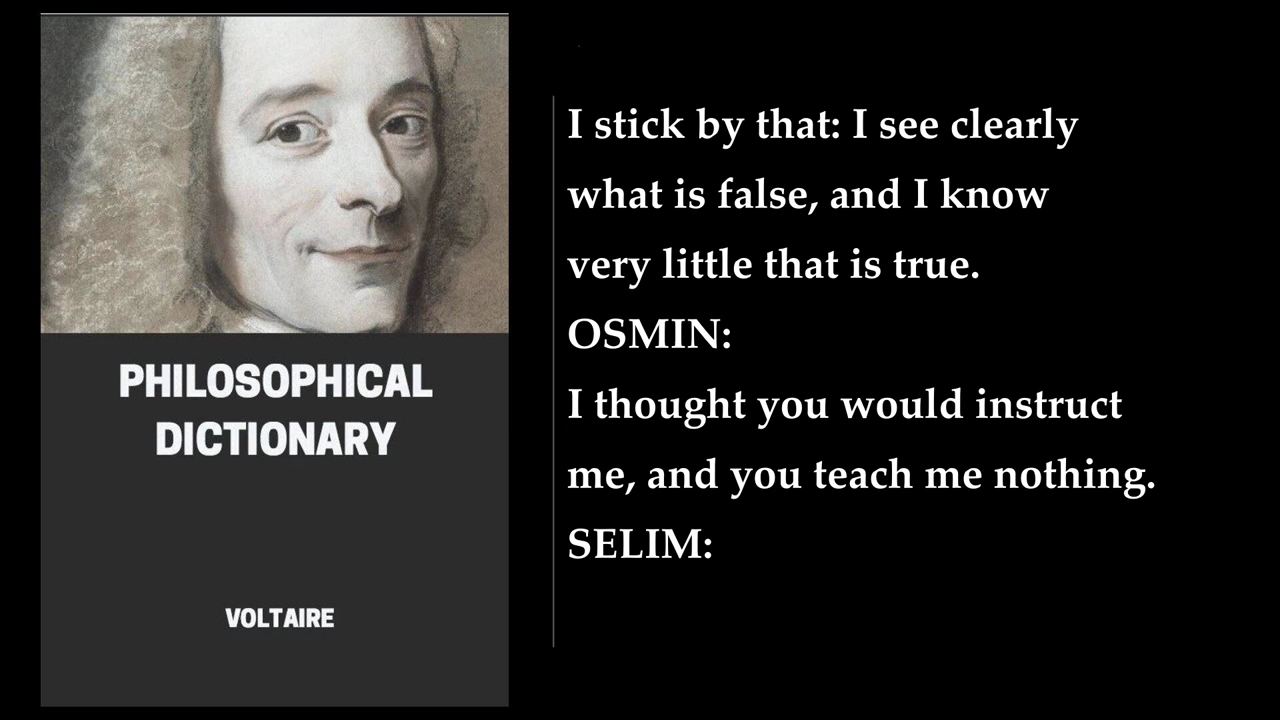 PHILOSOPHICAL
DICTIONARY
VOLTAIRE
I stick by that: I see clearly
what is false, and I know
very little that is true.
OSMIN:
I thought you would instruct
me, and you teach me nothing.
SELIM: